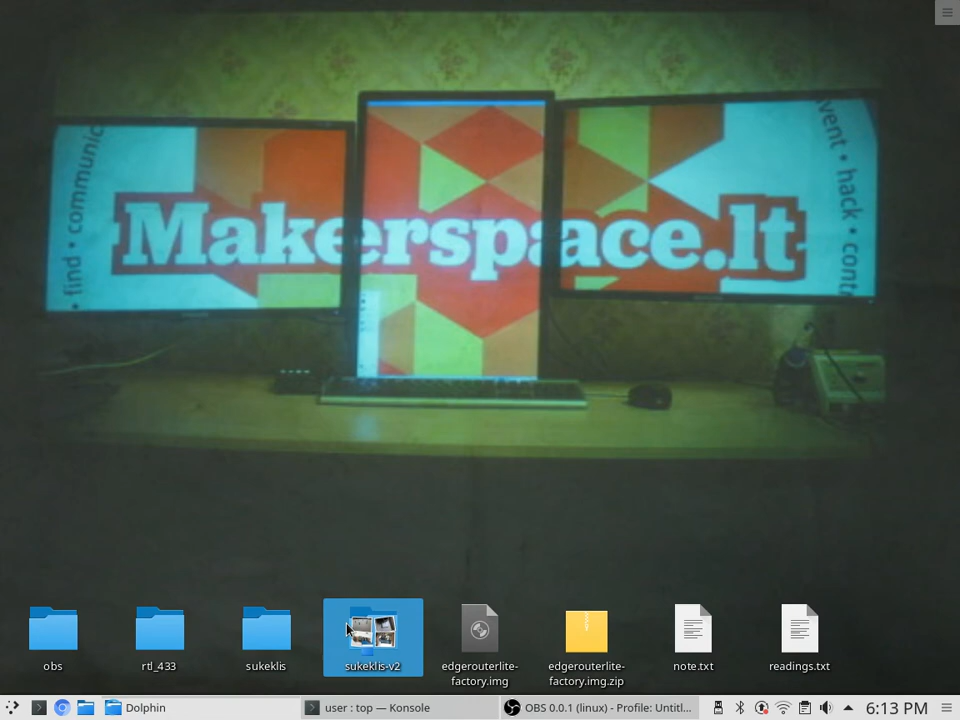 • find • communic
Makerspace.lt
vent • hack • cont
obs
rtl_433
sukeklis
sukeklis-v2
edgerouterlite-
factory.img
edgerouterlite-
factory.img.zip
note.txt
readings.txt
Dolphin
user : top — Konsole
OBS 0.0.1 (linux) - Profile: Untitl...
6:13 PM